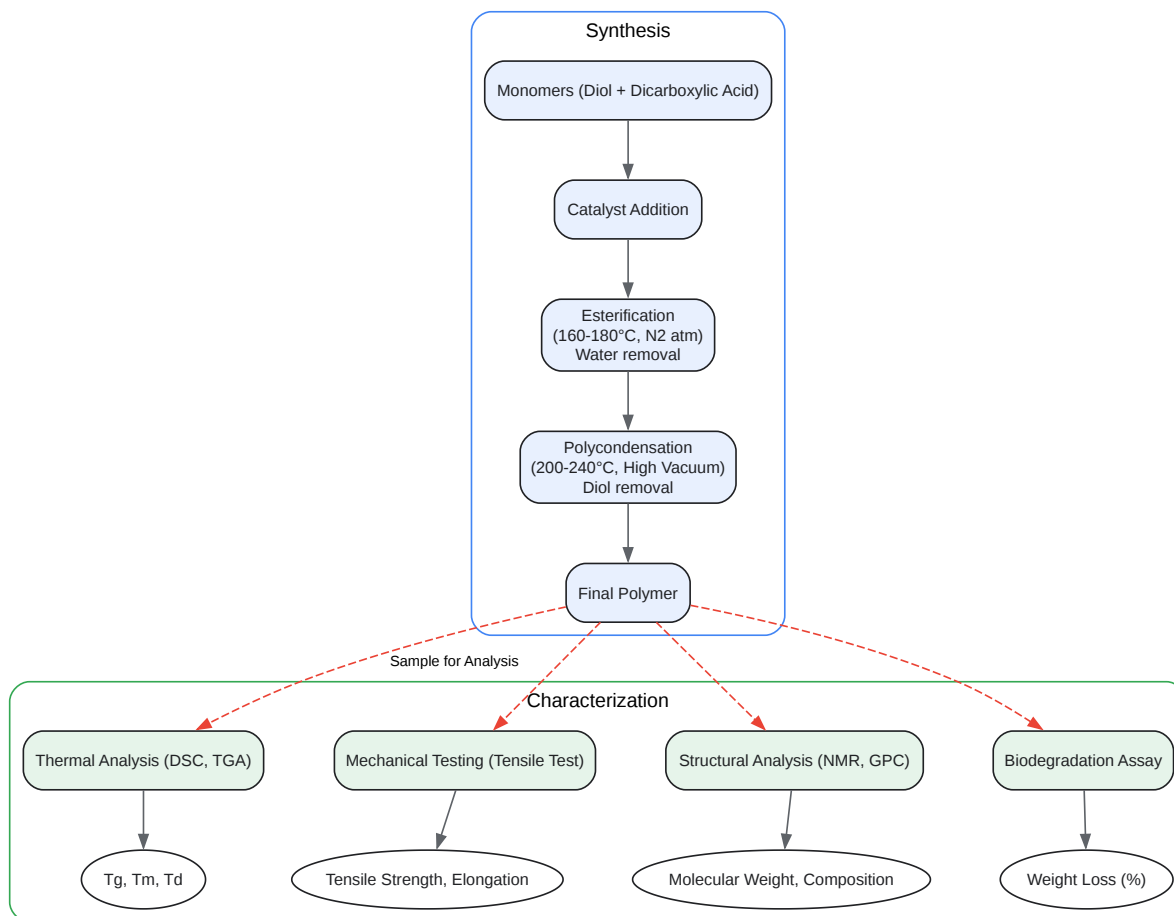 Synthesis
Monomers (Diol + Dicarboxylic Acid)
Catalyst Addition
Esterification
(160-180°C, N2 atm)
Water removal
Polycondensation
(200-240°C, High Vacuum)
Diol removal
Final Polymer
Sample for Analysis
Characterization
Thermal Analysis (DSC, TGA)
Mechanical Testing (Tensile Test)
Structural Analysis (NMR, GPC)
Biodegradation Assay
Tg, Tm, Td
Tensile Strength, Elongation
Molecular Weight, Composition
Weight Loss (%)